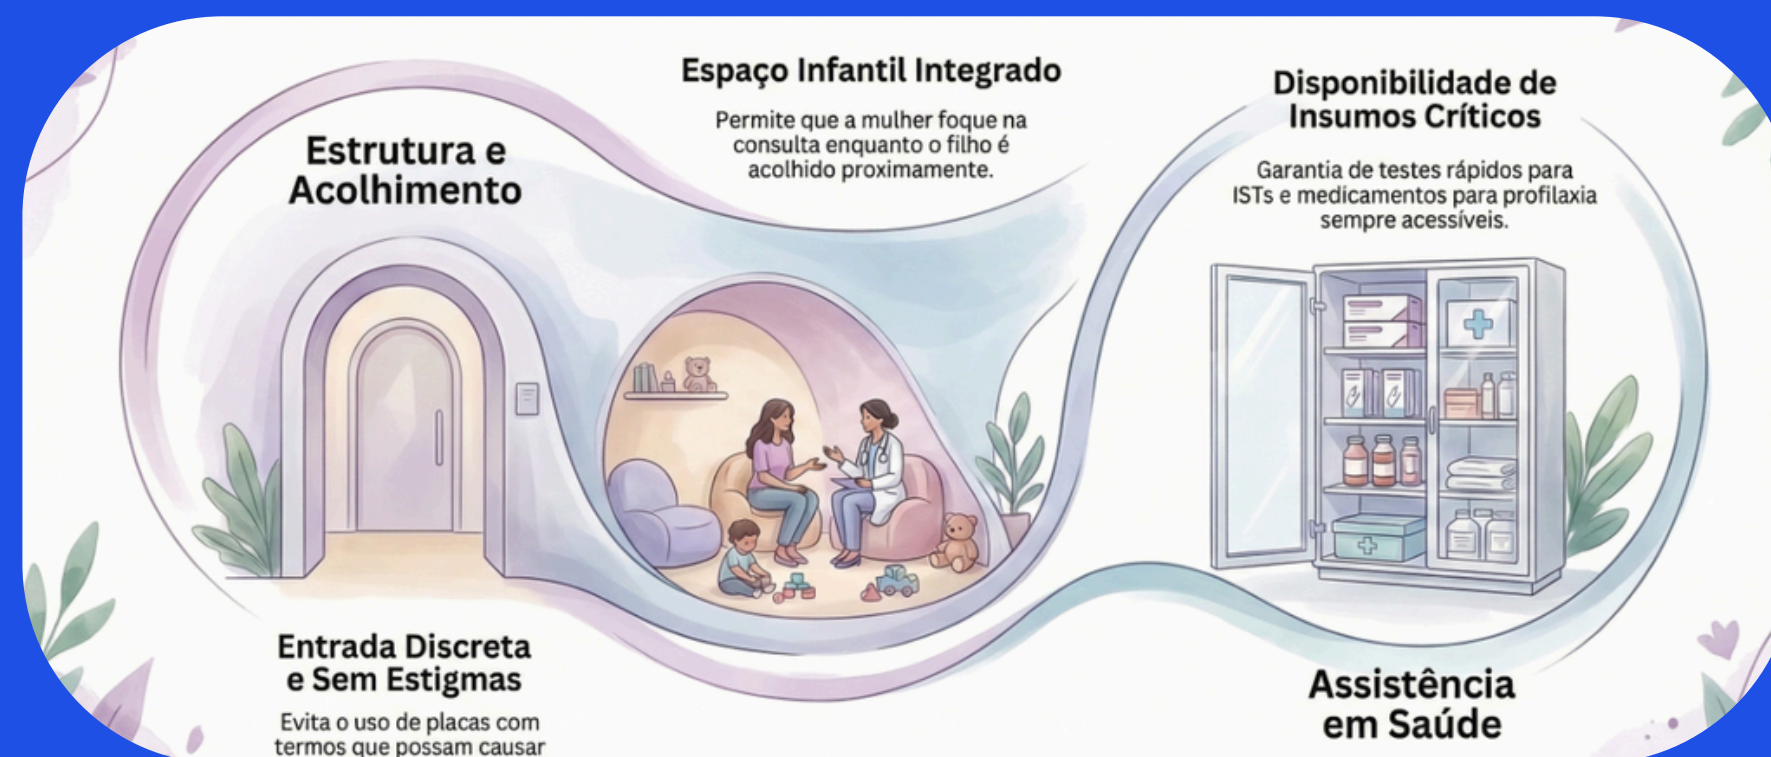 Estrutura e
Acolhimento
Espaço Infantil Integrado
Permite que a mulher foque na
consulta enquanto o filho é
acolhido proximamente.
Disponibilidade de
Insumos Críticos
Garantia de testes rápidos para
ISTs e medicamentos para profilaxia
sempre acessíveis.
Entrada Discreta
e Sem Estigmas
Evita o uso de placas com
termos que possam causar
Assistência
em Saúde